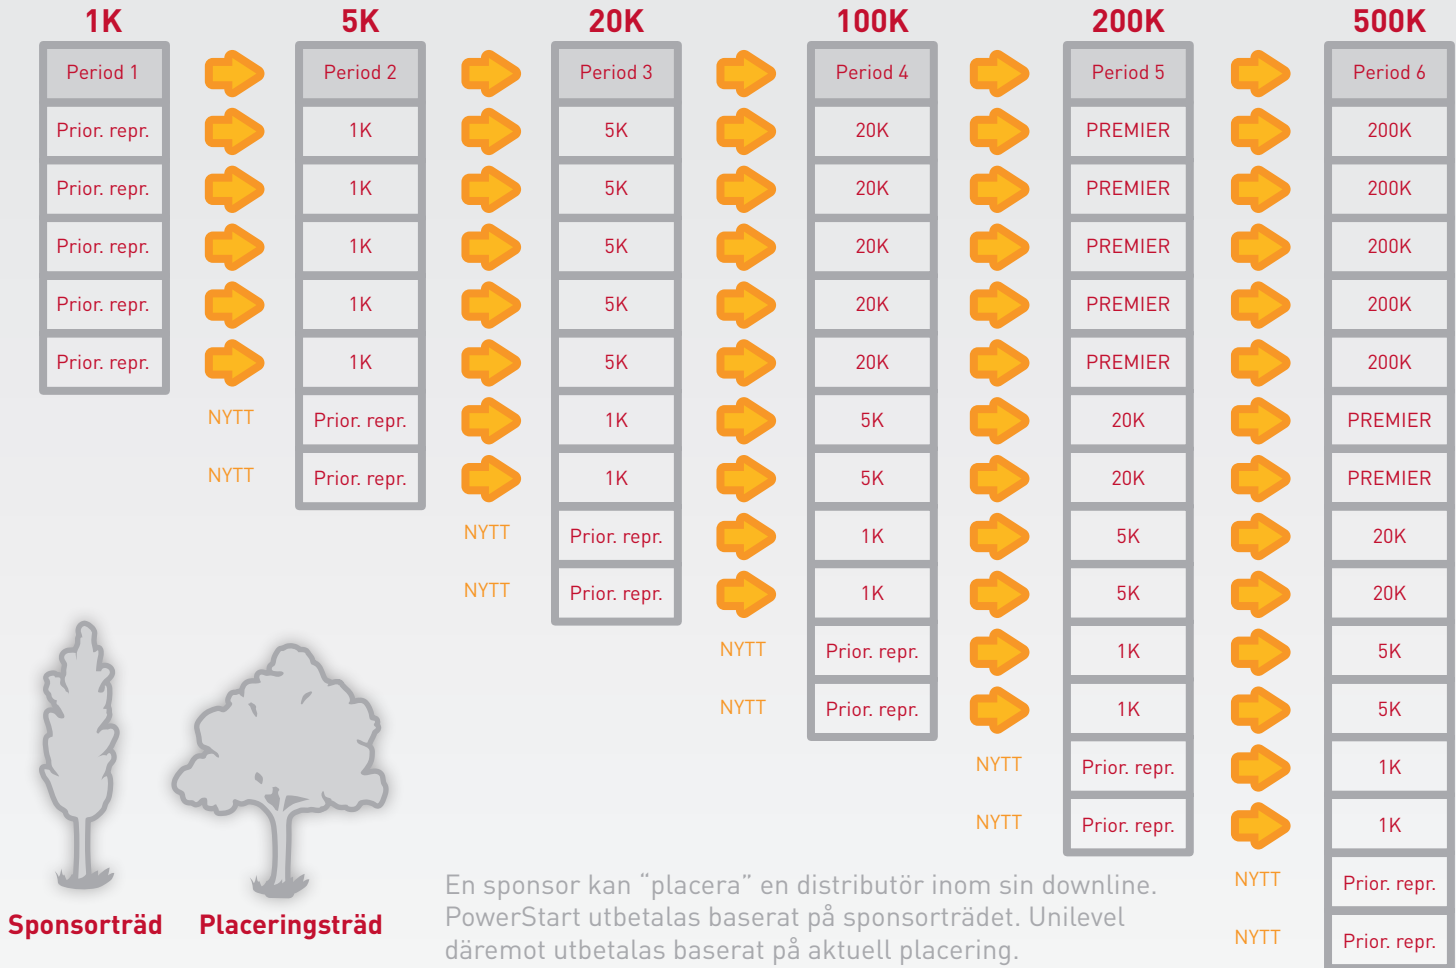 1K 5K 20K 100K 200K 500K
Period 1 Period 2 Period 3 Period 4 Period 5 Period 6
Prior. repr. 1K 5K 20K PREMIER 200K
Prior. repr. 1K 5K 20K PREMIER 200K
Prior. repr. 1K 5K 20K PREMIER 200K
Prior. repr. 1K 5K 20K PREMIER 200K
Prior. repr. 1K 5K 20K PREMIER 200K
NYTT Prior. repr. 1K 5K 20K PREMIER
NYTT Prior. repr. 1K 5K 20K PREMIER
NYTT Prior. repr. 1K 5K 20K
NYTT Prior. repr. 1K 5K 20K
NYTT Prior. repr. 1K 5K
NYTT Prior. repr. 1K 5K
NYTT Prior. repr. 1K
NYTT Prior. repr. 1K
NYTT Prior. repr.
NYTT Prior. repr.
Sponsorträd Placeringsträd
En sponsor kan “placera” en distributör inom sin downline.
PowerStart utbetalas baserat på sponsorträdet. Unilevel
däremot utbetalas baserat på aktuell placering.